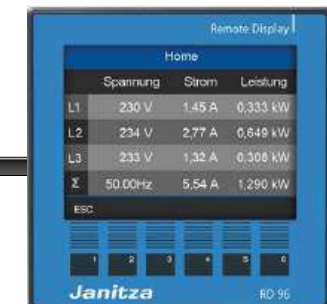 Remote Display
Home
Spannung Strom Leistung
L1 230 V 1,45 A 0,333 kW
L2 234 V 2,77 A 0,649 kW
L3 233 V 1,32 A 0,308 kW
Σ 50.00Hz 5,54 A 1,290 kW
ESC
1 2 3 4 5 6
Janitza RD 96